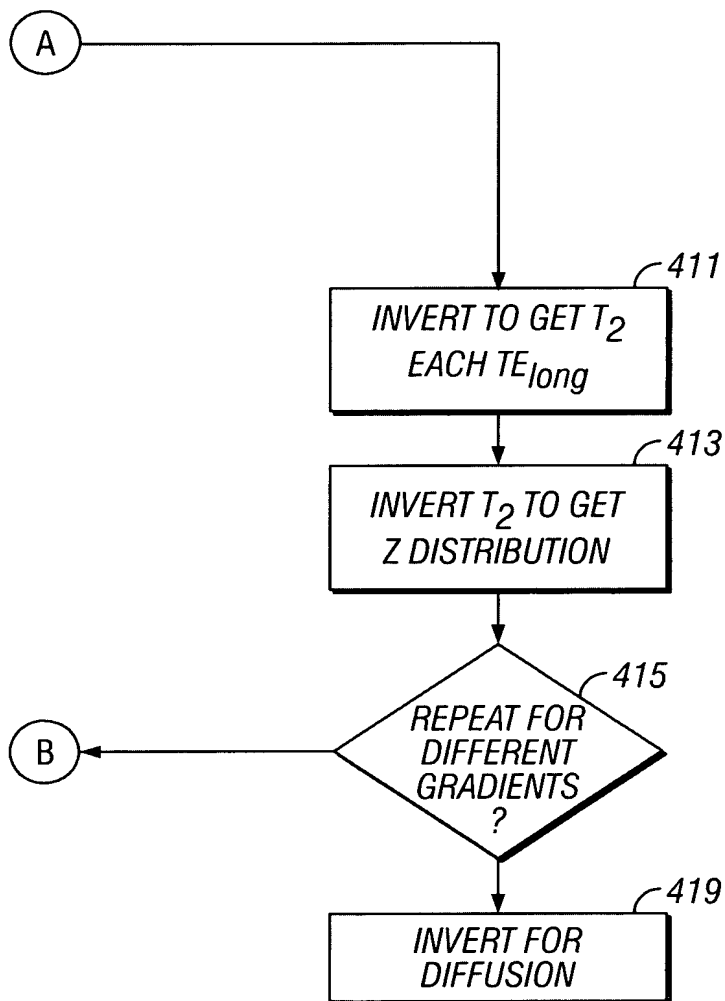 A
411
INVERT TO GET T2
EACH TElong
413
INVERT T2 TO GET
Z DISTRIBUTION
415
REPEAT FOR
DIFFERENT
GRADIENTS
?
B
419
INVERT FOR
DIFFUSION